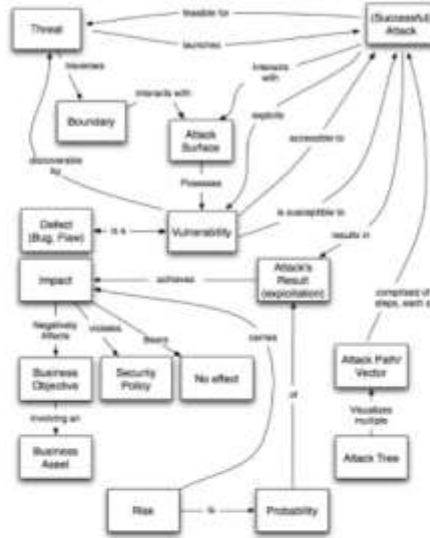 feasible for
(Successful)
Attack
Threat
launches
traverses
Interacts
with
Boundary
interacts with
Attack
Surface
exploits
accessible to
discoverable
by
Possesses
Defect
(Bug, Flaw)
is a
Vulnerability
is susceptible to
results in
Impact
achieves
Attack's
Result
(exploitation)
comprised of
steps, each a
Negatively
Affects
violates
carries
Business
Objective
Security
Policy
No effect
Attack Path/
Vector
of
involving an
Visualizes
multiple
Business
Asset
Attack Tree
Risk
is
Probability